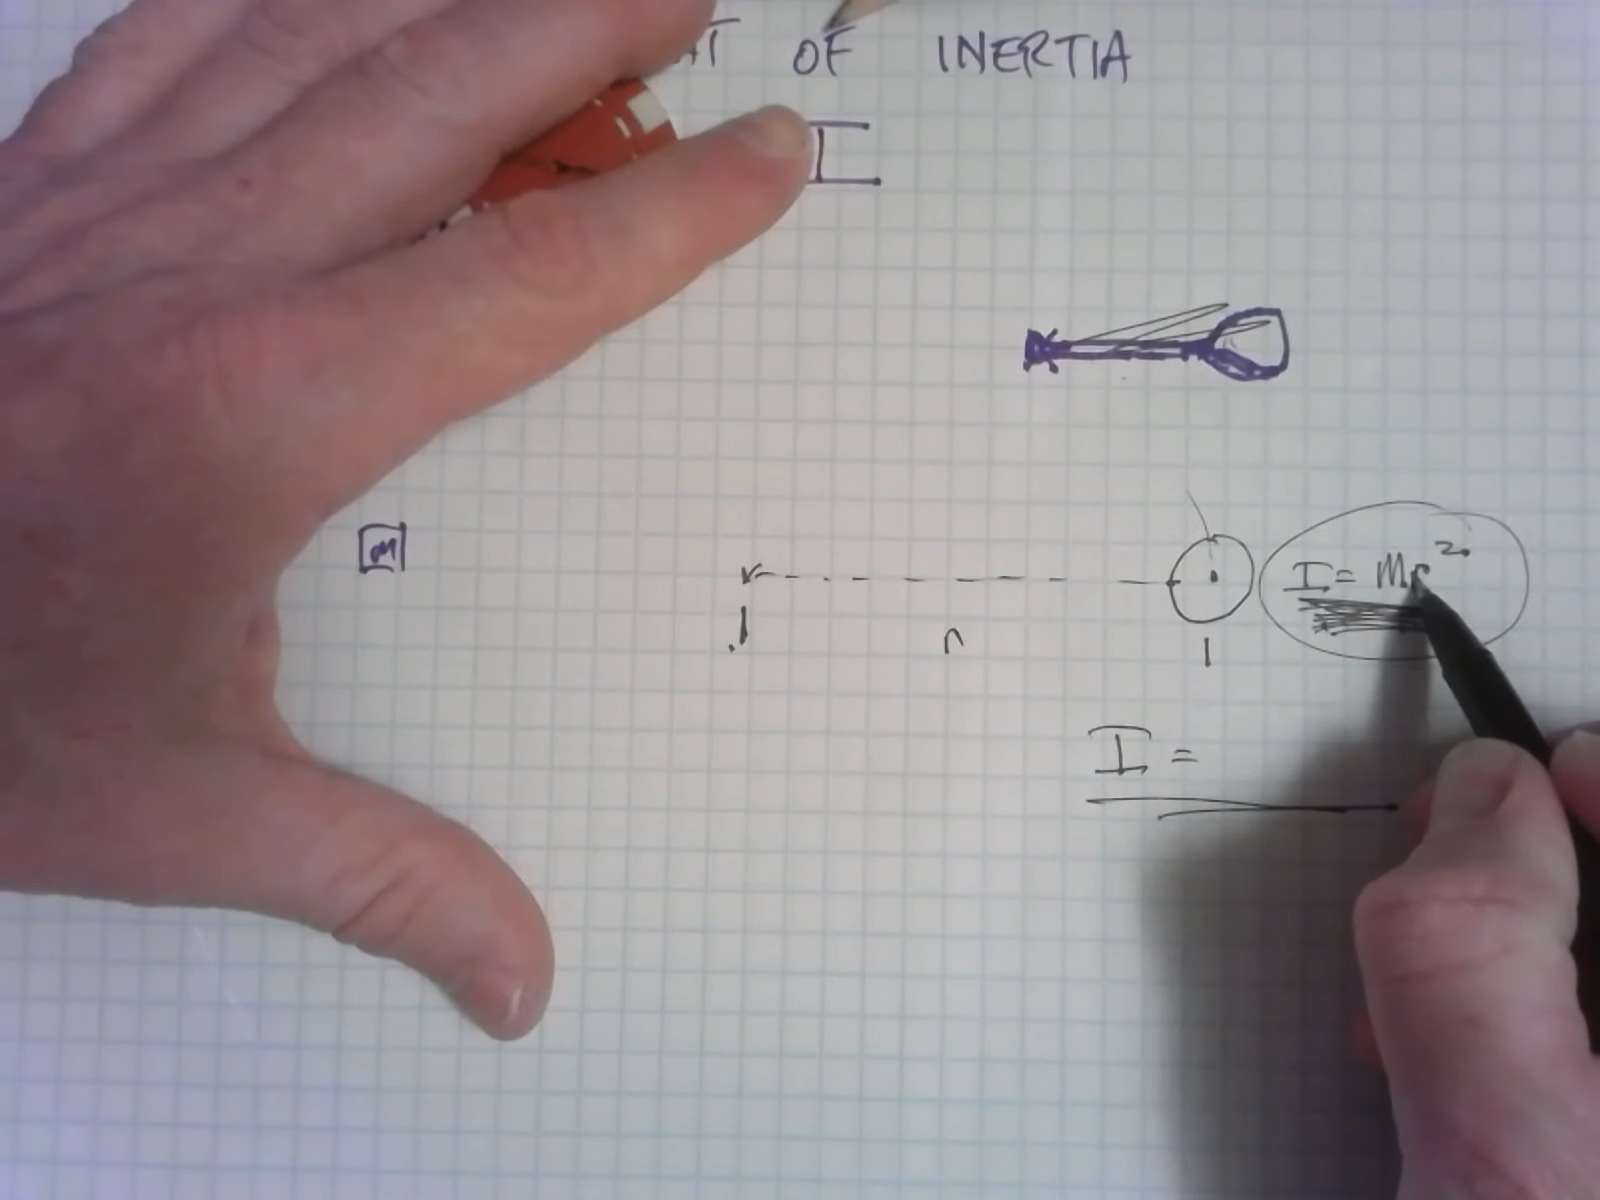 OF INERTIA
I
m
I = Mr²
r
I =